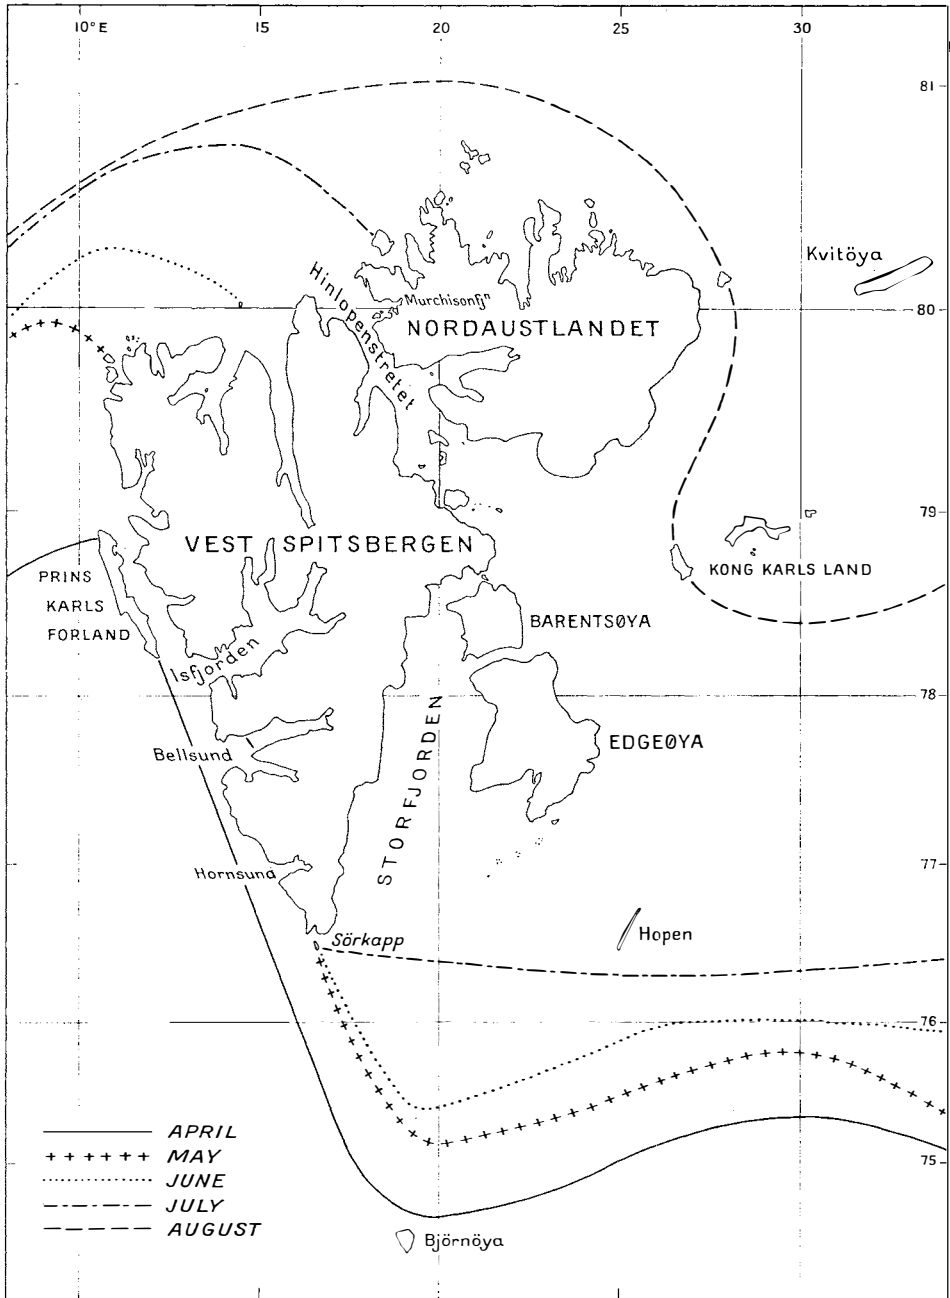 10°E 15 20 25 30
81
Kvitöya
Hinlopenstretet
Murchisonfjⁿ
80
NORDAUSTLANDET
79
VEST SPITSBERGEN
KONG KARLS LAND
PRINS
KARLS
FORLAND
BARENTSØYA
Isfjorden
78
STORFJORDEN
EDGEØYA
Bellsund
77
Hornsund
Sörkapp
Hopen
76
APRIL
MAY
75
JUNE
JULY
AUGUST
Björnöya